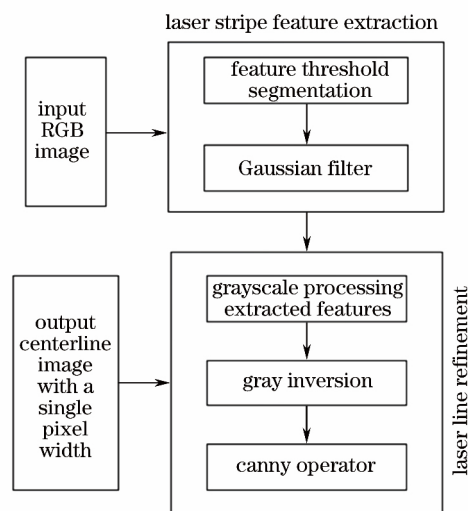 laser stripe feature extraction
input
RGB
image
feature threshold
segmentation
Gaussian filter
output
centerline
image
with a
single
pixel
width
grayscale processing
extracted features
gray inversion
canny operator
laser line refinement